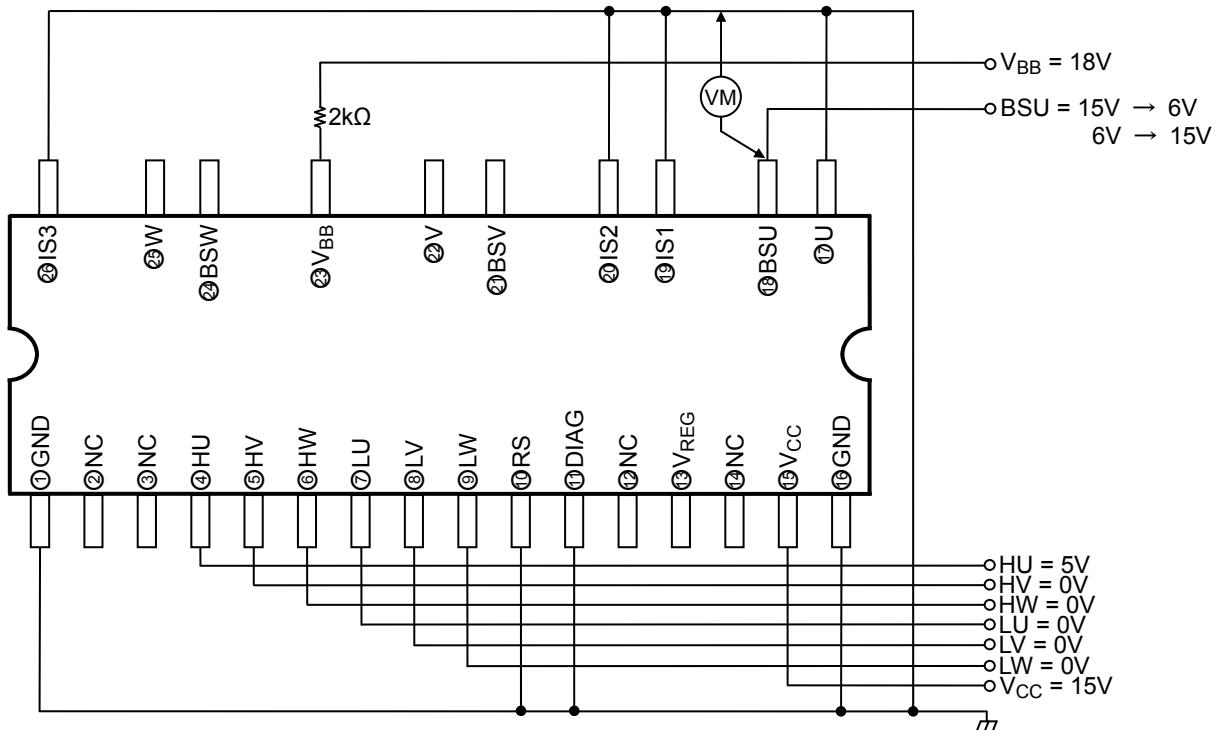 V_BB = 18V
VM
BSU = 15V → 6V
6V → 15V
2kΩ
㉖IS3
㉕W
㉔BSW
㉓V_BB
㉒V
㉑BSV
⑳IS2
⑲IS1
⑱BSU
⑰U
①GND
②NC
③NC
④HU
⑤HV
⑥HW
⑦LU
⑧LV
⑨LW
⑩RS
⑪DIAG
⑫NC
⑬V_REG
⑭NC
⑮V_CC
⑯GND
HU = 5V
HV = 0V
HW = 0V
LU = 0V
LV = 0V
LW = 0V
V_CC = 15V